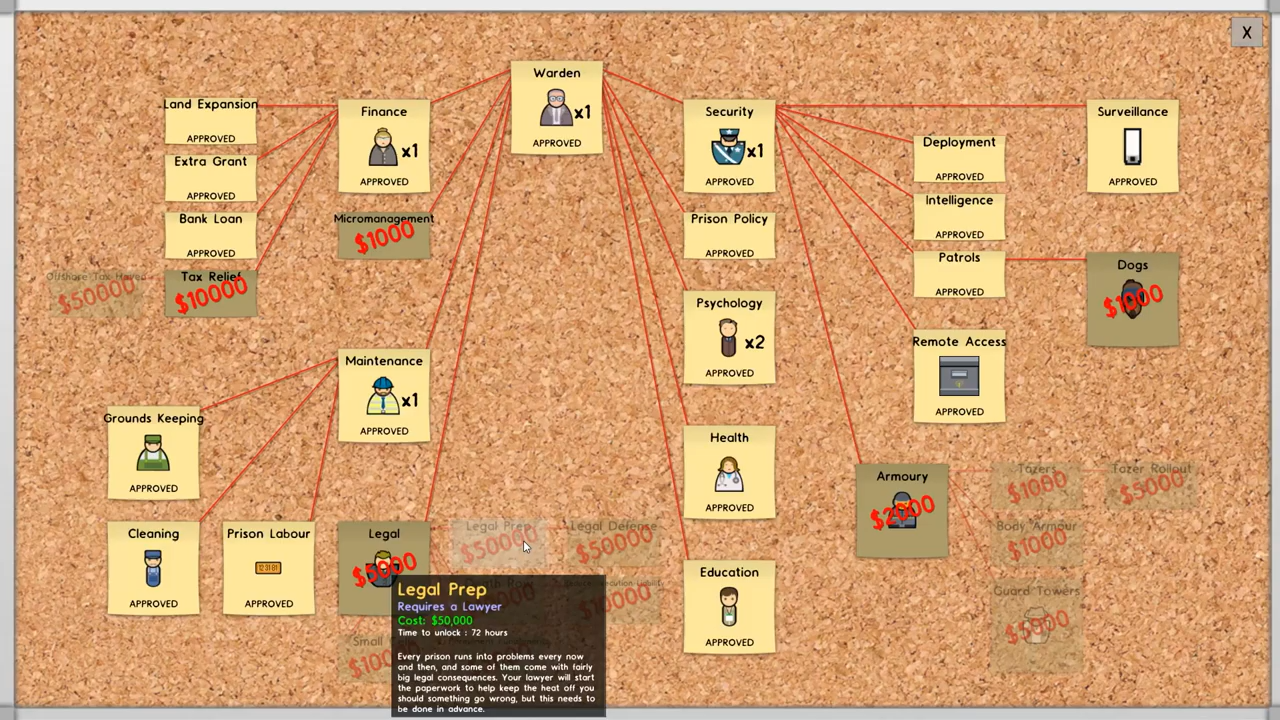 X
Warden
x1
APPROVED
Land Expansion
APPROVED
Extra Grant
APPROVED
Bank Loan
APPROVED
Offshore Tax Haven
$50000
Tax Relief
$10000
Finance
x1
APPROVED
Micromanagement
$1000
Security
x1
APPROVED
Prison Policy
APPROVED
Psychology
x2
APPROVED
Health
APPROVED
Education
APPROVED
Deployment
APPROVED
Intelligence
APPROVED
Patrols
APPROVED
Remote Access
APPROVED
Surveillance
APPROVED
Dogs
$1000
Maintenance
x1
APPROVED
Grounds Keeping
APPROVED
Cleaning
APPROVED
Prison Labour
APPROVED
Legal
$5000
Legal Prep
$50000
Legal Defense
$50000
Small
Armoury
$2000
Tazers
$1000
Tazer Rollout
$5000
Body Armour
$1000
Guard Towers
$5000
Legal Prep
Requires a Lawyer
Cost: $50,000
Time to unlock : 72 hours
Every prison runs into problems every now
and then, and some of them come with fairly
big legal consequences. Your lawyer will start
the paperwork to help keep the heat off you
should something go wrong, but this needs to
be done in advance.